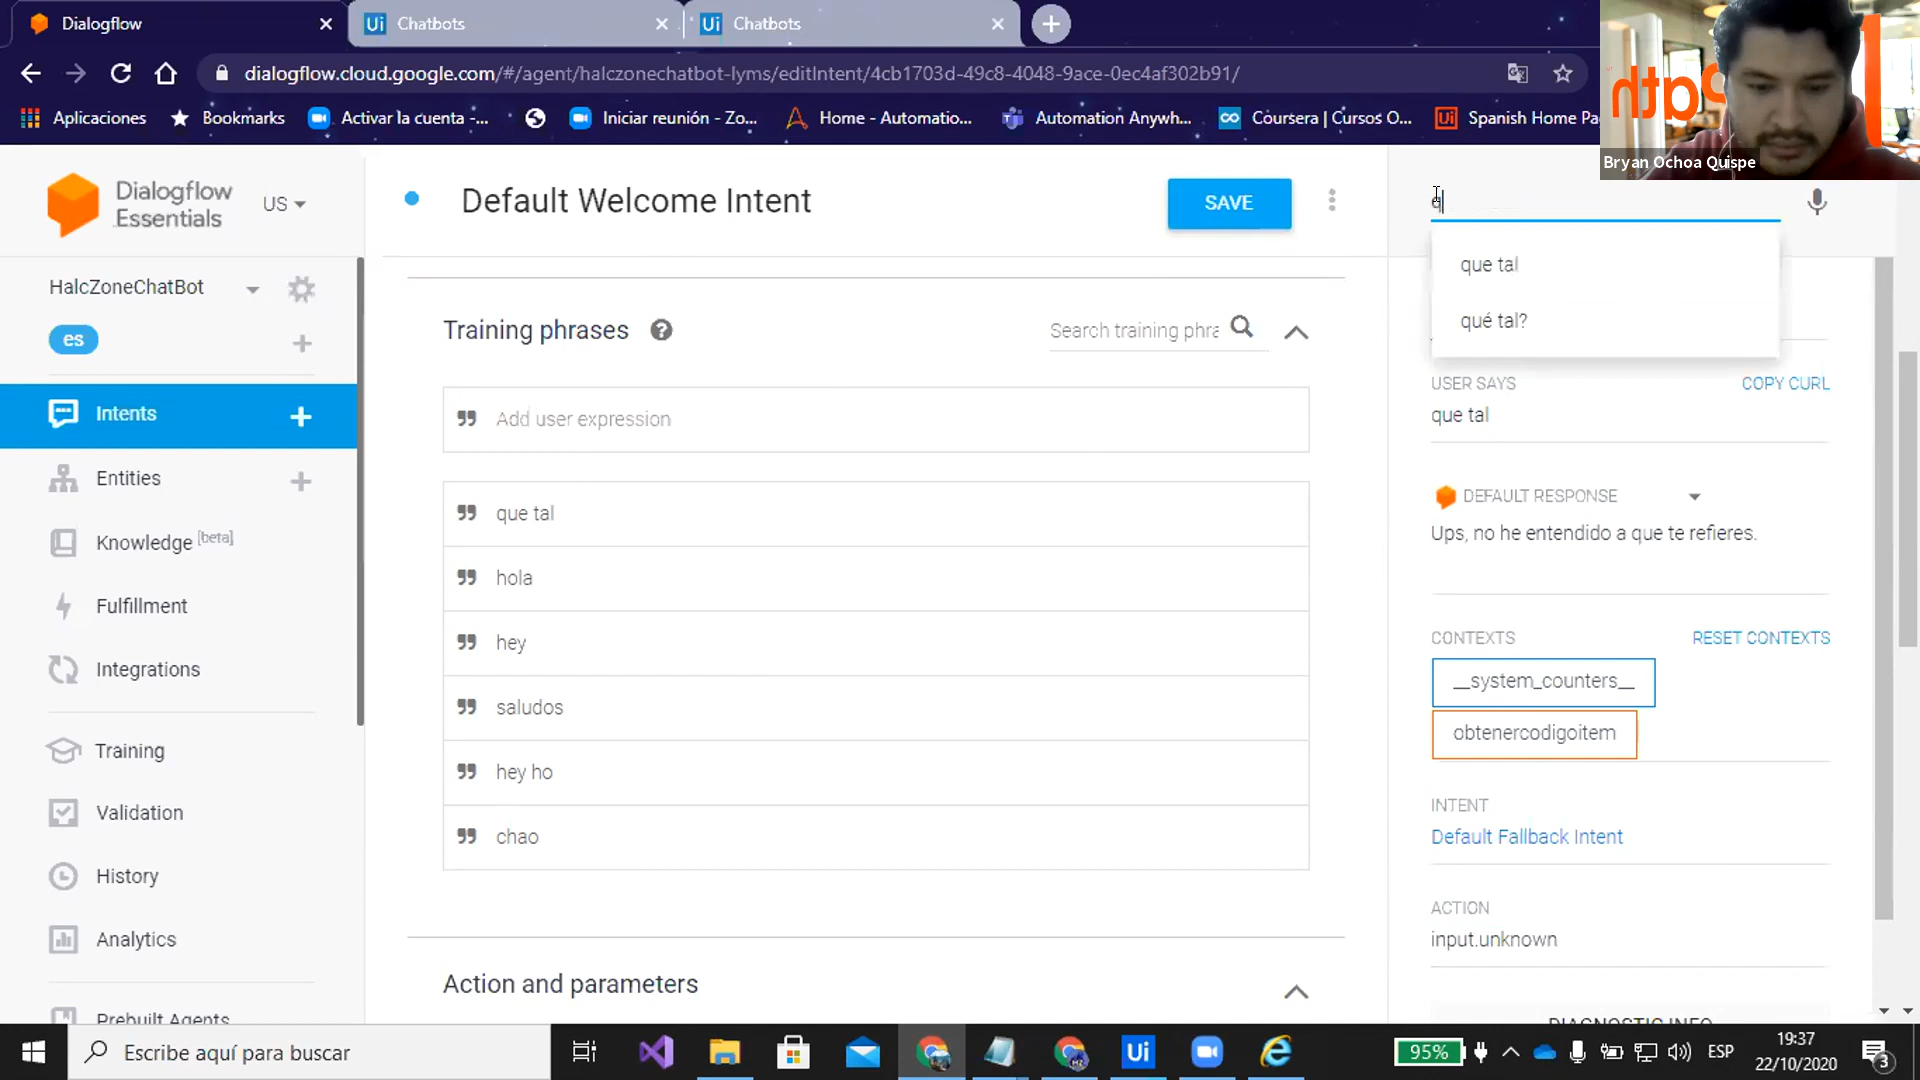 Dialogflow
Chatbots
Chatbots
dialogflow.cloud.google.com/#/agent/halczonechatbot-lyms/editIntent/4cb1703d-49c8-4048-9ace-0ec4af302b91/
Aplicaciones
Bookmarks
Activar la cuenta -...
Iniciar reunión - Zo...
Home - Automatio...
Automation Anywh...
Coursera | Cursos O...
Spanish Home Pa
Bryan Ochoa Quispe
Dialogflow
Essentials
US
Default Welcome Intent
SAVE
q
que tal
qué tal?
HalcZoneChatBot
es
Intents
Entities
Knowledge [beta]
Fulfillment
Integrations
Training
Validation
History
Analytics
Prebuilt Agents
Training phrases
Search training phra
Add user expression
que tal
hola
hey
saludos
hey ho
chao
Action and parameters
USER SAYS
COPY CURL
que tal
DEFAULT RESPONSE
Ups, no he entendido a que te refieres.
CONTEXTS
RESET CONTEXTS
__system_counters__
obtenercodigoitem
INTENT
Default Fallback Intent
ACTION
input.unknown
DIAGNOSTIC INFO
Escribe aquí para buscar
95%
ESP
19:37
22/10/2020
3